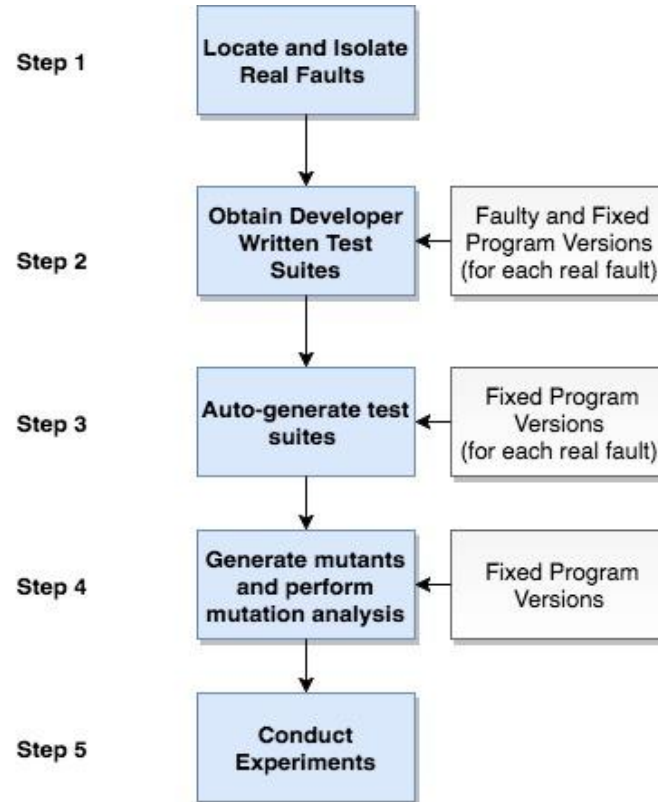 Step 1
Locate and Isolate
Real Faults
Step 2
Obtain Developer
Written Test
Suites
Faulty and Fixed
Program Versions
(for each real fault)
Step 3
Auto-generate test
suites
Fixed Program
Versions
(for each real fault)
Step 4
Generate mutants
and perform
mutation analysis
Fixed Program
Versions
Step 5
Conduct
Experiments